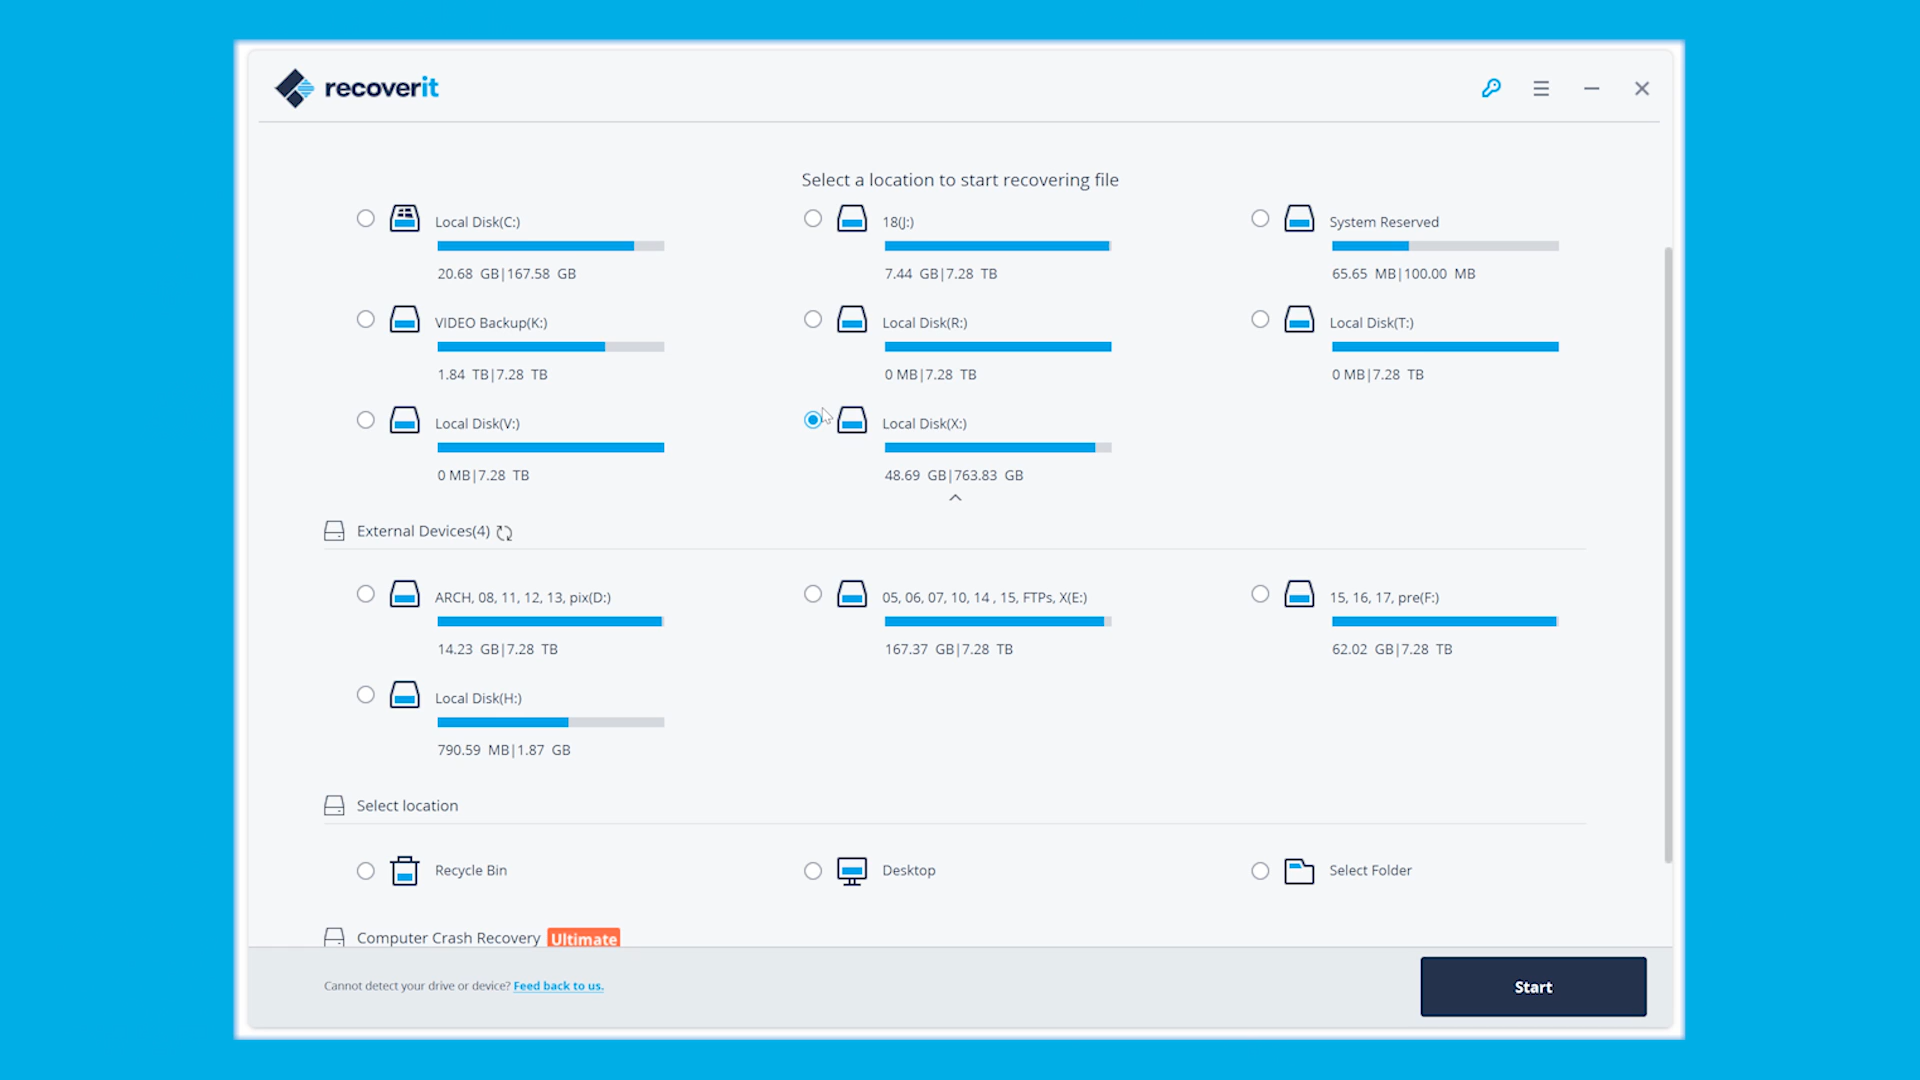 recoverit
Select a location to start recovering file
Local Disk(C:)
20.68 GB|167.58 GB
18(J:)
7.44 GB|7.28 TB
System Reserved
65.65 MB|100.00 MB
VIDEO Backup(K:)
1.84 TB|7.28 TB
Local Disk(R:)
0 MB|7.28 TB
Local Disk(T:)
0 MB|7.28 TB
Local Disk(V:)
0 MB|7.28 TB
Local Disk(X:)
48.69 GB|763.83 GB
External Devices(4)
ARCH, 08, 11, 12, 13, pix(D:)
14.23 GB|7.28 TB
05, 06, 07, 10, 14 , 15, FTPs, X(E:)
167.37 GB|7.28 TB
15, 16, 17, pre(F:)
62.02 GB|7.28 TB
Local Disk(H:)
790.59 MB|1.87 GB
Select location
Recycle Bin
Desktop
Select Folder
Computer Crash Recovery Ultimate
Cannot detect your drive or device? Feed back to us.
Start